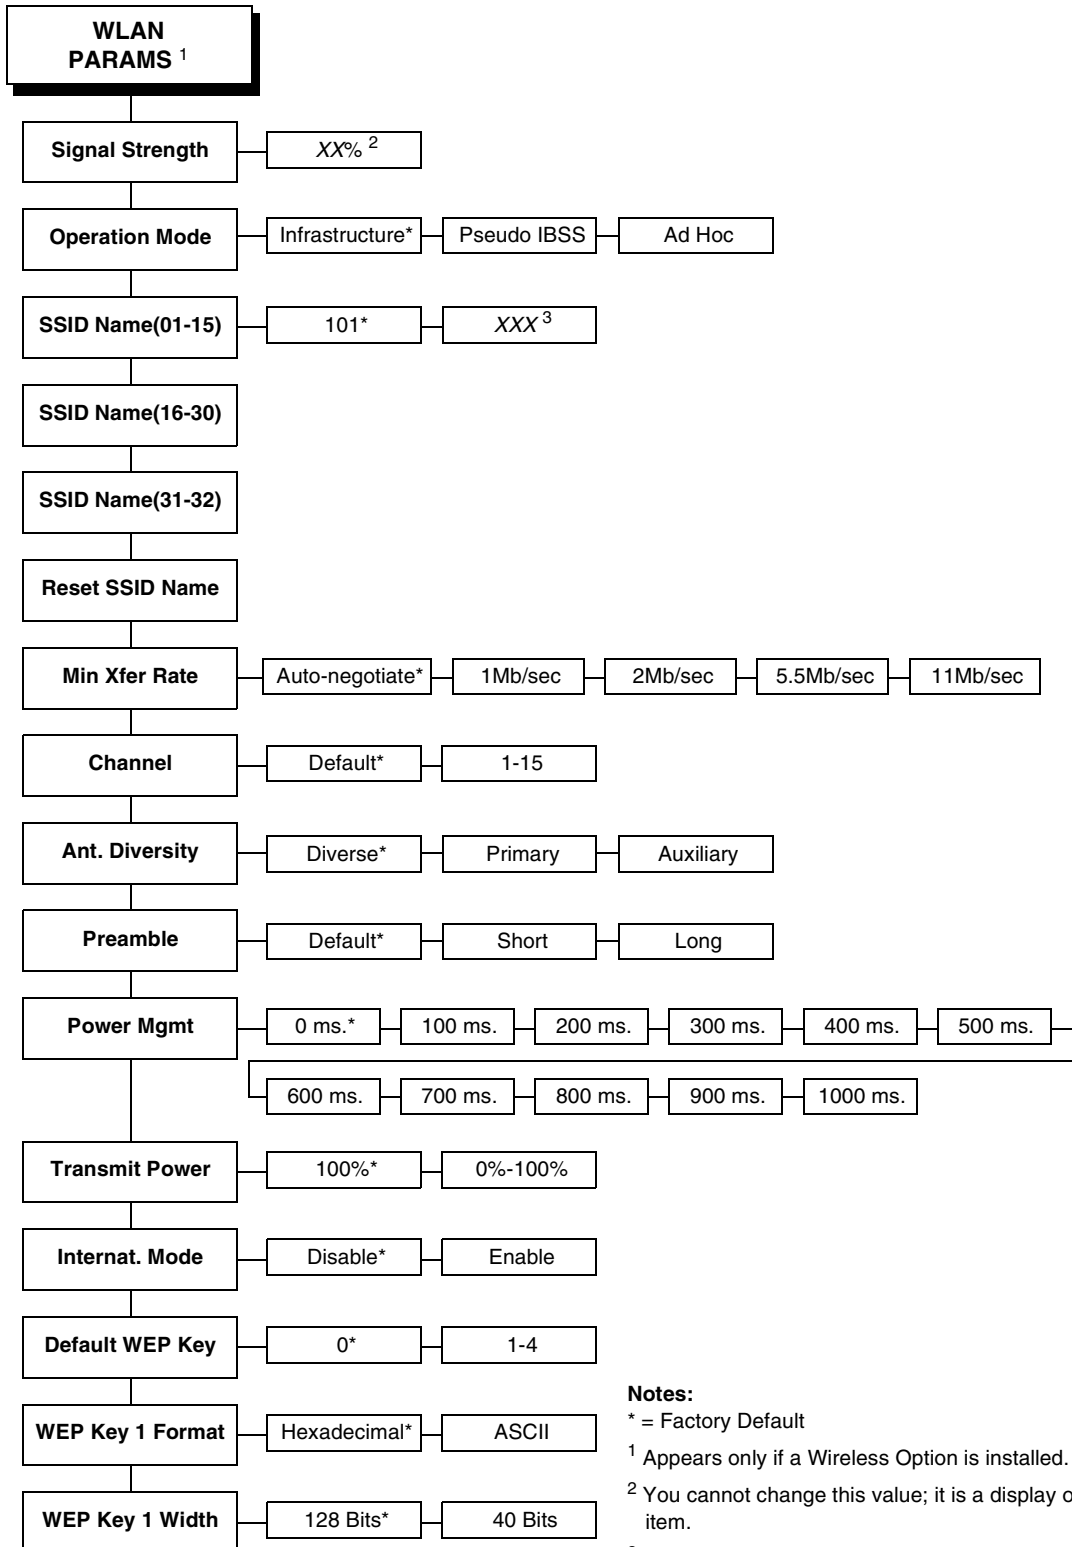 WLAN
PARAMS 1
Signal Strength XX% 2
Operation Mode Infrastructure* Pseudo IBSS Ad Hoc
SSID Name(01-15) 101* XXX 3
SSID Name(16-30)
SSID Name(31-32)
Reset SSID Name
Min Xfer Rate Auto-negotiate* 1Mb/sec 2Mb/sec 5.5Mb/sec 11Mb/sec
Channel Default* 1-15
Ant. Diversity Diverse* Primary Auxiliary
Preamble Default* Short Long
Power Mgmt 0 ms.* 100 ms. 200 ms. 300 ms. 400 ms. 500 ms.
600 ms. 700 ms. 800 ms. 900 ms. 1000 ms.
Transmit Power 100%* 0%-100%
Internat. Mode Disable* Enable
Default WEP Key 0* 1-4
WEP Key 1 Format Hexadecimal* ASCII
WEP Key 1 Width 128 Bits* 40 Bits
Notes:
* = Factory Default
1 Appears only if a Wireless Option is installed.
2 You cannot change this value; it is a display
item.